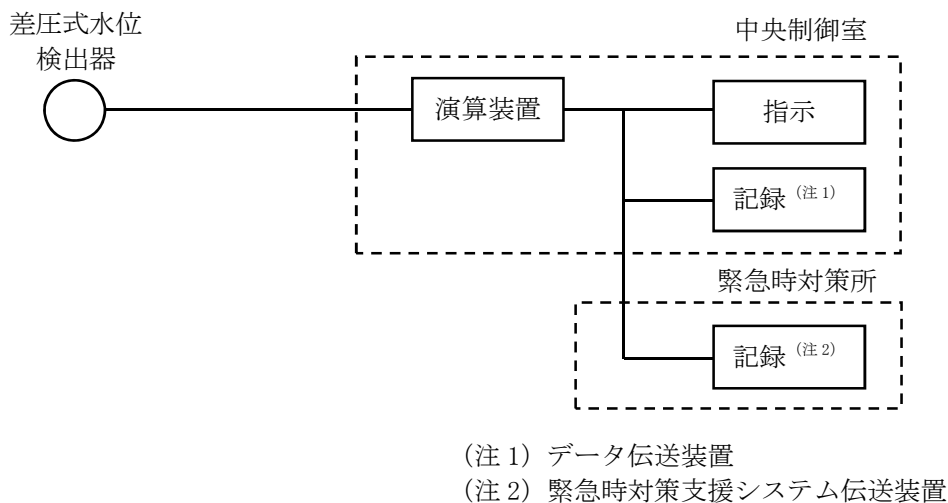 差圧式水位
検出器
中央制御室
演算装置
指示
記録（注1）
緊急時対策所
記録（注2）
（注1）データ伝送装置
（注2）緊急時対策支援システム伝送装置